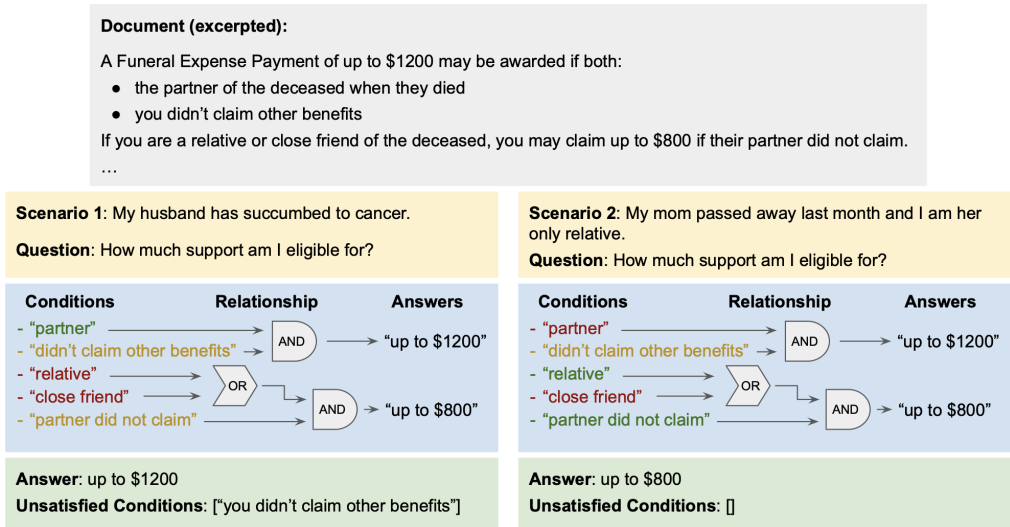 Document (excerpted):
A Funeral Expense Payment of up to $1200 may be awarded if both:
● the partner of the deceased when they died
● you didn't claim other benefits
If you are a relative or close friend of the deceased, you may claim up to $800 if their partner did not claim.
…
Scenario 1: My husband has succumbed to cancer.
Question: How much support am I eligible for?
Conditions Relationship Answers
- “partner”
- “didn't claim other benefits”
AND
“up to $1200”
- “relative”
- “close friend”
OR
- “partner did not claim”
AND
“up to $800”
Answer: up to $1200
Unsatisfied Conditions: [“you didn't claim other benefits”]
Scenario 2: My mom passed away last month and I am her
only relative.
Question: How much support am I eligible for?
Conditions Relationship Answers
- “partner”
- “didn't claim other benefits”
AND
“up to $1200”
- “relative”
- “close friend”
OR
- “partner did not claim”
AND
“up to $800”
Answer: up to $800
Unsatisfied Conditions: []